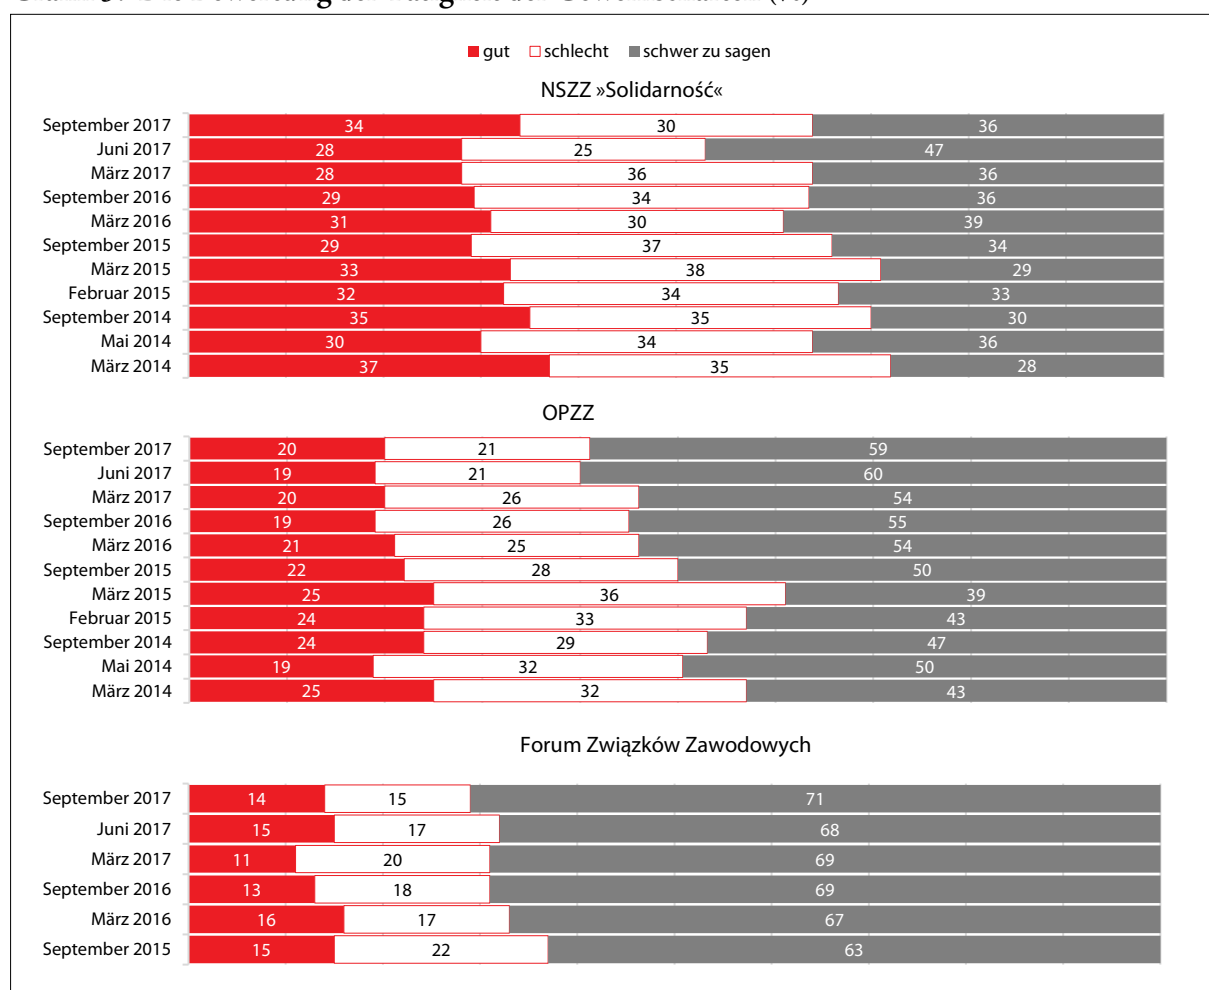 gut schlecht schwer zu sagen
NSZZ »Solidarność«
September 2017 34 30 36
Juni 2017 28 25 47
März 2017 28 36 36
September 2016 29 34 36
März 2016 31 30 39
September 2015 29 37 34
März 2015 33 38 29
Februar 2015 32 34 33
September 2014 35 35 30
Mai 2014 30 34 36
März 2014 37 35 28
OPZZ
September 2017 20 21 59
Juni 2017 19 21 60
März 2017 20 26 54
September 2016 19 26 55
März 2016 21 25 54
September 2015 22 28 50
März 2015 25 36 39
Februar 2015 24 33 43
September 2014 24 29 47
Mai 2014 19 32 50
März 2014 25 32 43
Forum Związków Zawodowych
September 2017 14 15 71
Juni 2017 15 17 68
März 2017 11 20 69
September 2016 13 18 69
März 2016 16 17 67
September 2015 15 22 63